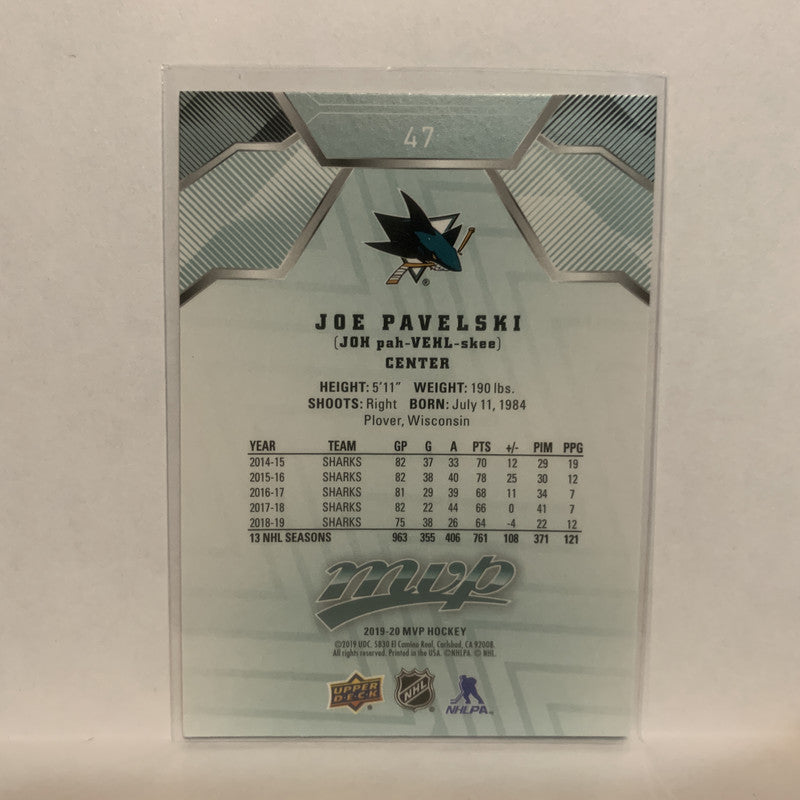 47
JOE PAVELSKI
(JOH pah-VEHL-skee)
CENTER
HEIGHT: 5'11" WEIGHT: 190 lbs.
SHOOTS: Right BORN: July 11, 1984
Plover, Wisconsin
YEAR TEAM GP G A PTS +/- PIM PPG
2014-15 SHARKS 82 37 33 70 12 29 19
2015-16 SHARKS 82 38 40 78 25 30 12
2016-17 SHARKS 81 29 39 68 11 34 7
2017-18 SHARKS 82 22 44 66 0 41 7
2018-19 SHARKS 75 38 26 64 -4 22 12
13 NHL SEASONS 963 355 406 761 108 371 121
mvp
2019-20 MVP HOCKEY
©2019 UDC. 5830 El Camino Real, Carlsbad, CA 92008.
All rights reserved. Printed in the USA. ©NHLPA. © NHL.
UPPER DECK NHL NHLPA